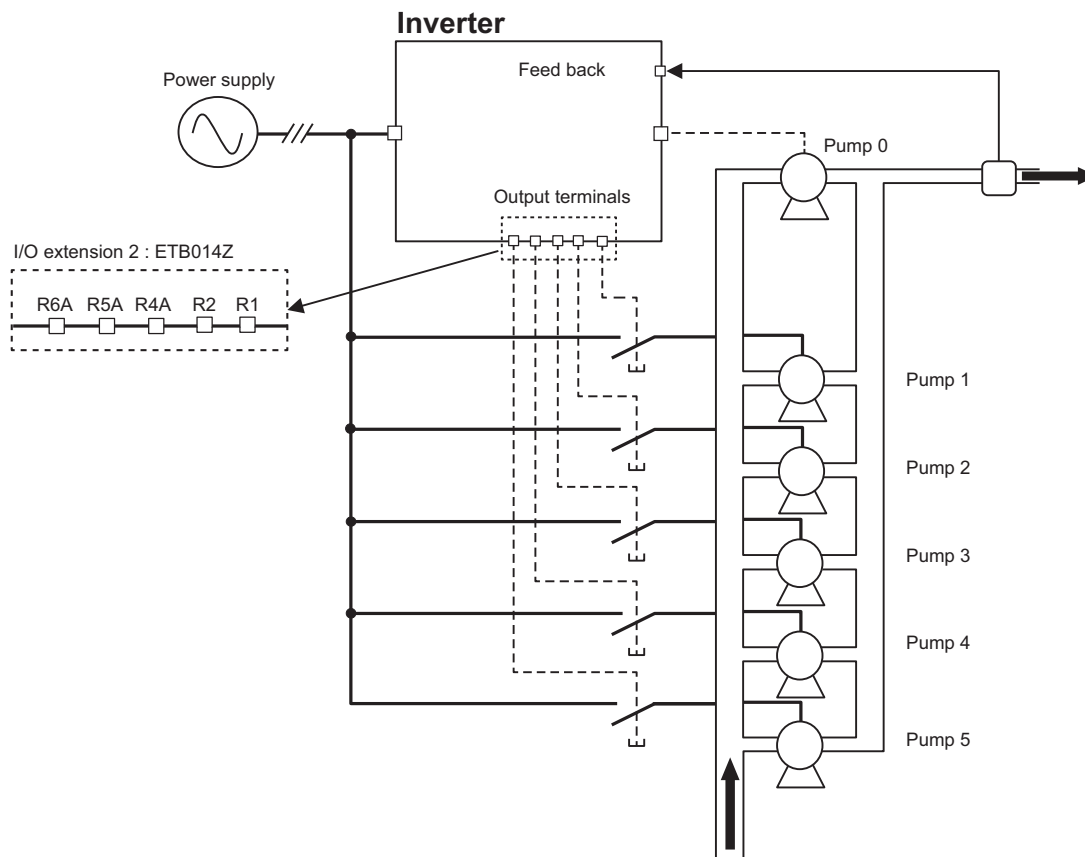 Inverter
Power supply
Feed back
Pump 0
Output terminals
I/O extension 2 : ETB014Z
R6A R5A R4A R2 R1
Pump 1
Pump 2
Pump 3
Pump 4
Pump 5